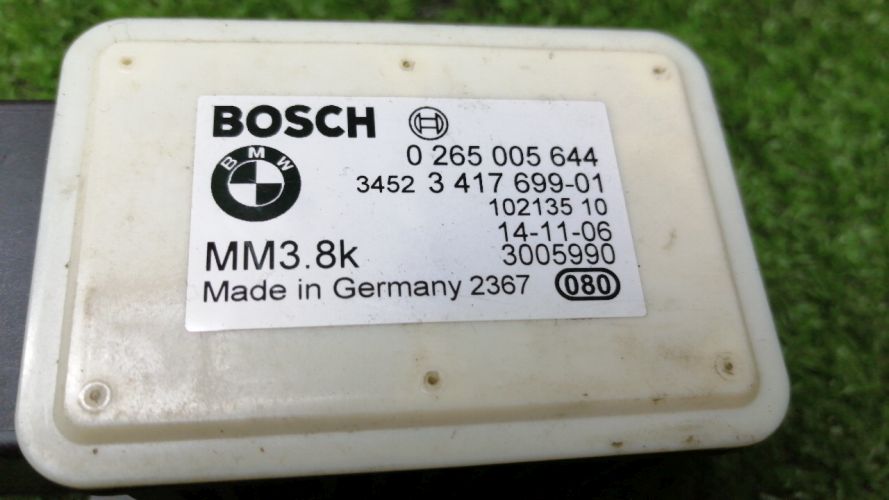 BOSCH
BMW
0 265 005 644
3452 3 417 699-01
102135 10
14-11-06
MM3.8k 3005990
Made in Germany 2367 080